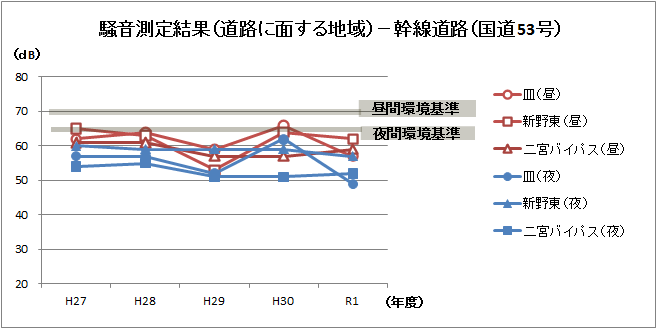 騒音測定結果（道路に面する地域）－幹線道路（国道53号）
（dB）
80
70
60
50
40
30
20
昼間環境基準
夜間環境基準
H27 H28 H29 H30 R1 （年度）
皿（昼）
新野東（昼）
二宮バイパス（昼）
皿（夜）
新野東（夜）
二宮バイパス（夜）